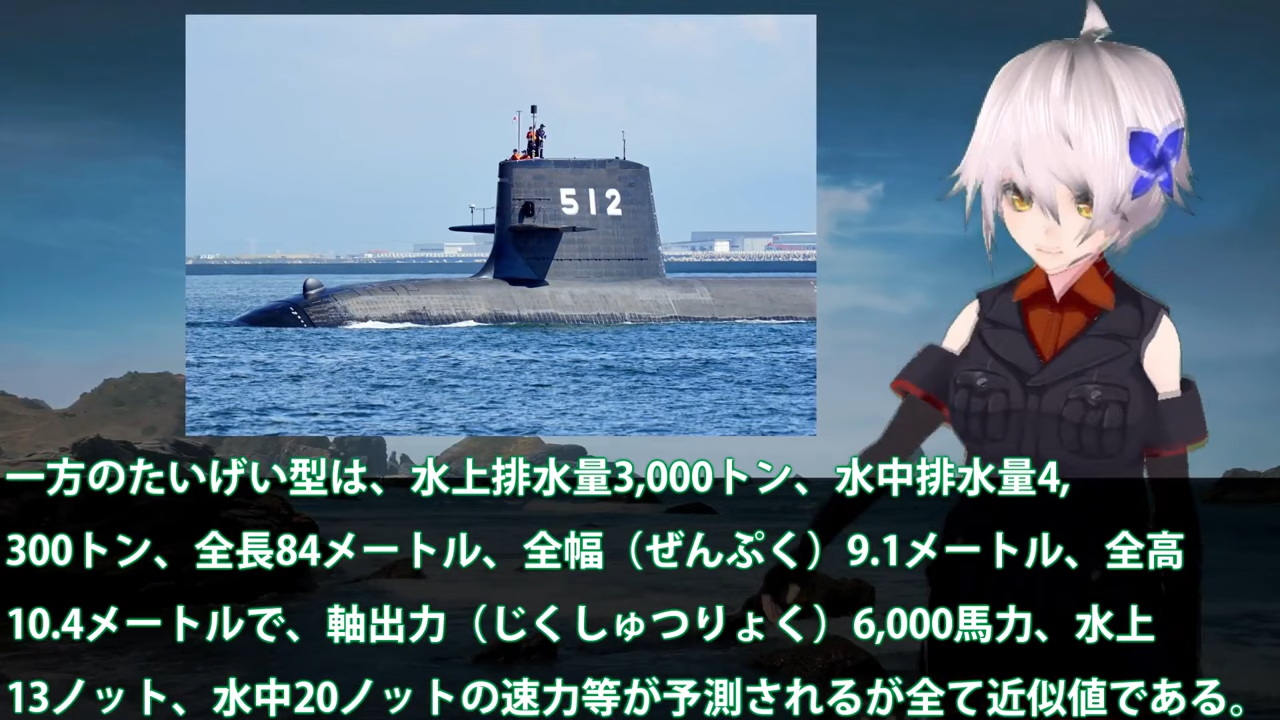 512
一方のたいげい型は、水上排水量3,000トン、水中排水量4,
300トン、全長84メートル、全幅（ぜんぷく）9.1メートル、全高
10.4メートルで、軸出力（じくしゅつりょく）6,000馬力、水上
13ノット、水中20ノットの速力等が予測されるが全て近似値である。